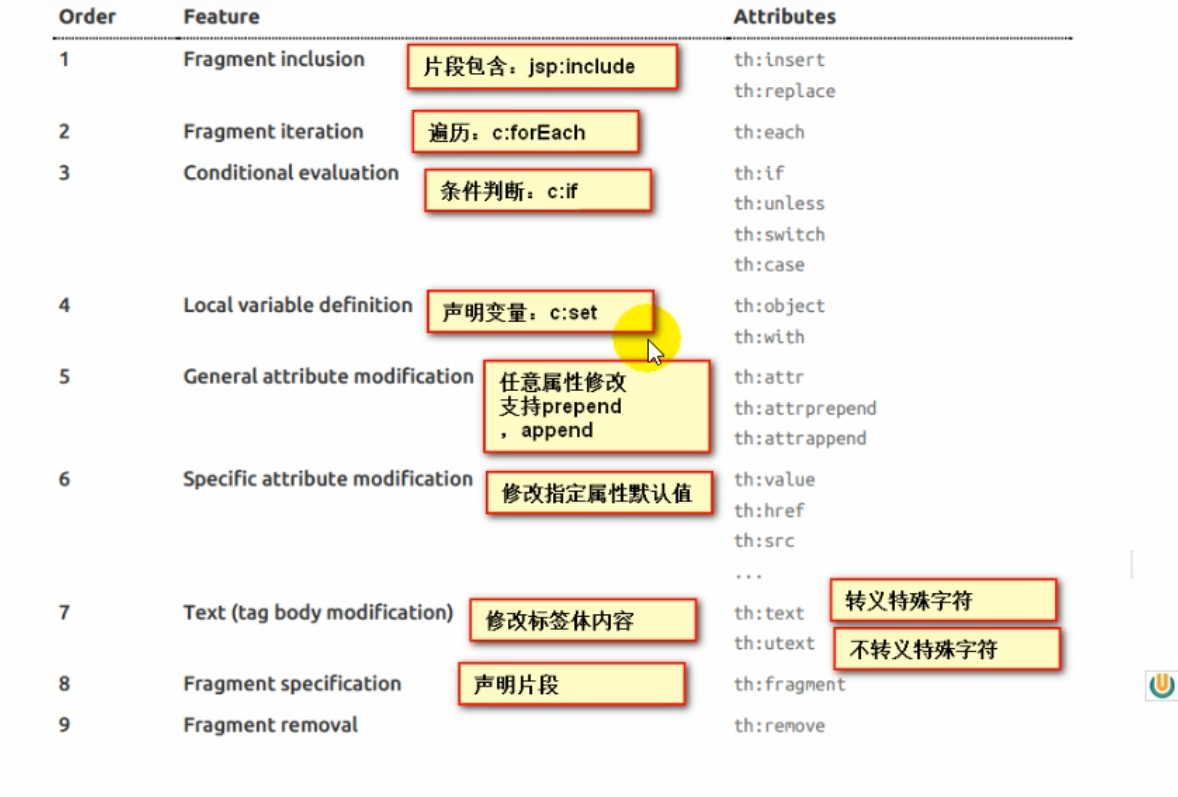 Order Feature Attributes
1 Fragment inclusion 片段包含：jsp:include th:insert
th:replace
2 Fragment iteration 遍历：c:forEach th:each
3 Conditional evaluation 条件判断：c:if th:if
th:unless
th:switch
th:case
4 Local variable definition 声明变量：c:set th:object
th:with
5 General attribute modification 任意属性修改 th:attr
支持prepend th:attrprepend
，append th:attrappend
6 Specific attribute modification 修改指定属性默认值 th:value
th:href
th:src
...
7 Text (tag body modification) 修改标签体内容 th:text 转义特殊字符
th:utext 不转义特殊字符
8 Fragment specification 声明片段 th:fragment
9 Fragment removal th:remove